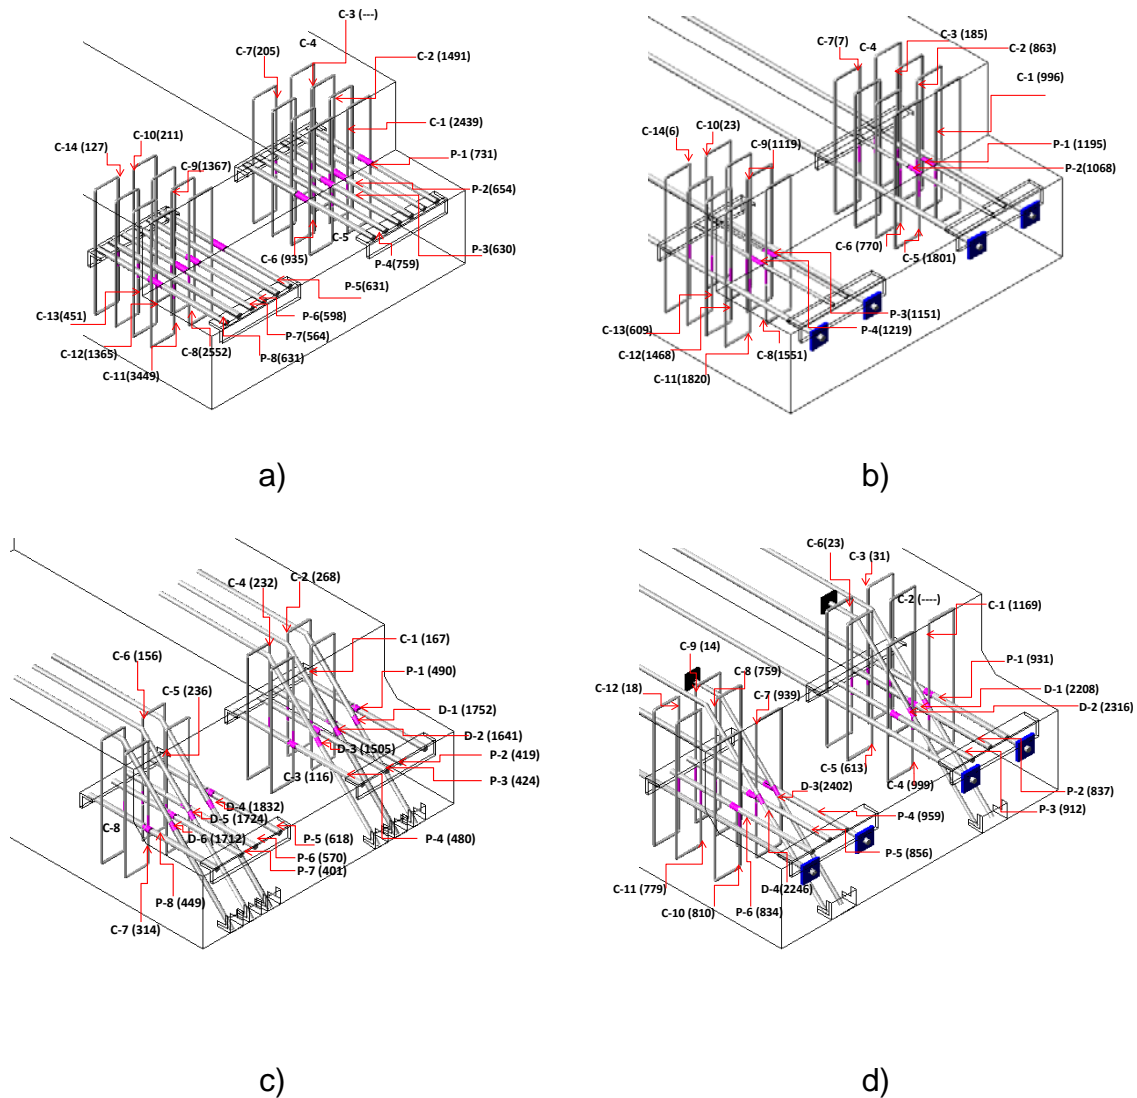 C-3 (---)
C-4
C-7(205)
C-2 (1491)
C-1 (2439)
C-10(211)
C-14 (127)
C-9(1367)
P-1 (731)
P-2(654)
C-5
P-3(630)
C-6 (935)
P-4(759)
P-5(631)
C-13(451)
P-6(598)
P-7(564)
C-12(1365)
C-8(2552)
P-8(631)
C-11(3449)
a)
C-3 (185)
C-7(7)
C-4
C-2 (863)
C-1 (996)
C-10(23)
C-14(6)
C-9(1119)
P-1 (1195)
P-2(1068)
C-6 (770)
C-5 (1801)
P-3(1151)
C-13(609)
P-4(1219)
C-12(1468)
C-8(1551)
C-11(1820)
b)
C-4 (232)
C-2 (268)
C-1 (167)
C-6 (156)
C-5 (236)
P-1 (490)
D-1 (1752)
D-2 (1641)
D-3 (1505)
P-2 (419)
C-3 (116)
P-3 (424)
D-4 (1832)
D-5 (1724)
C-8
D-6 (1712)
P-5 (618)
P-4 (480)
P-6 (570)
P-7 (401)
P-8 (449)
C-7 (314)
c)
C-6(23)
C-3 (31)
C-2 (----)
C-1 (1169)
C-9 (14)
C-8 (759)
P-1 (931)
C-12 (18)
C-7 (939)
D-1 (2208)
D-2 (2316)
C-5 (613)
C-4 (999)
D-3(2402)
P-2 (837)
P-3 (912)
P-4 (959)
P-5 (856)
C-11 (779)
D-4(2246)
C-10 (810)
P-6 (834)
d)